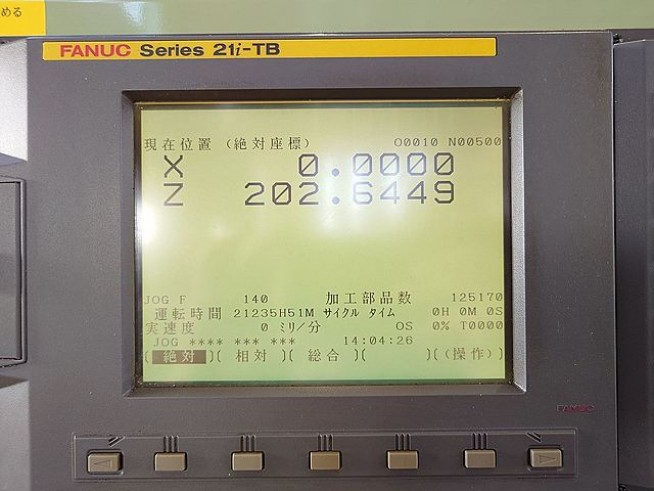 める
FANUC Series 21i-TB
現在位置(絶対座標) O0010 N00500
X 0.0000
Z 202.6449
JOG F 140 加工部品数 125170
運転時間 21235H51M サイクル タイム 0H 0M 0S
実速度 0 ミリ/分 OS 0% T0000
JOG **** *** *** 14:04:26
[ 絶対 ][ 相対 ][ 総合 ][ ][(操作)]
FANUC